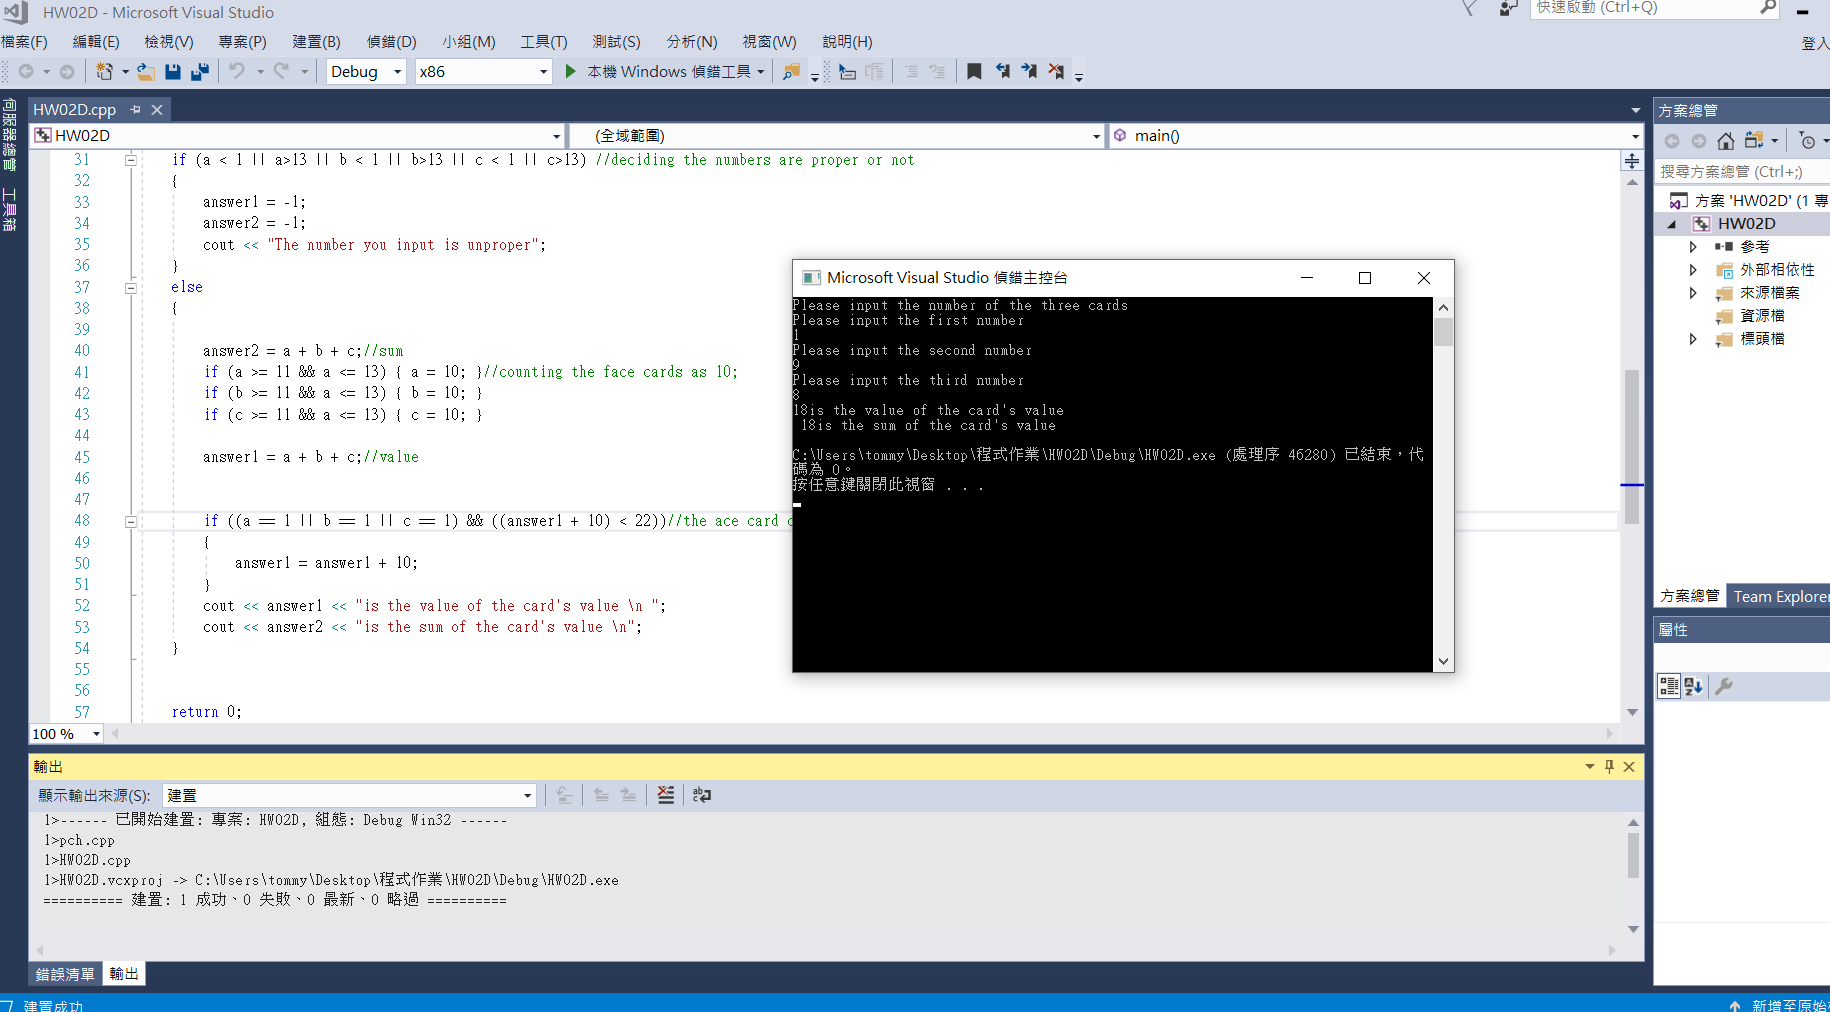 HW02D - Microsoft Visual Studio
快速啟動 (Ctrl+Q)
檔案(F) 編輯(E) 檢視(V) 專案(P) 建置(B) 偵錯(D) 小組(M) 工具(T) 測試(S) 分析(N) 視窗(W) 說明(H)
登入
Debug x86 本機 Windows 偵錯工具
伺服器總管
工具箱
HW02D.cpp
HW02D (全域範圍) main()
31 if (a < 1 || a>13 || b < 1 || b>13 || c < 1 || c>13) //deciding the numbers are proper or not
32 {
33 answer1 = -1;
34 answer2 = -1;
35 cout << "The number you input is unproper";
36 }
37 else
38 {
39
40 answer2 = a + b + c;//sum
41 if (a >= 11 && a <= 13) { a = 10; }//counting the face cards as 10;
42 if (b >= 11 && a <= 13) { b = 10; }
43 if (c >= 11 && a <= 13) { c = 10; }
44
45 answer1 = a + b + c;//value
46
47
48 if ((a == 1 || b == 1 || c == 1) && ((answer1 + 10) < 22))//the ace card
49 {
50 answer1 = answer1 + 10;
51 }
52 cout << answer1 << "is the value of the card's value \n ";
53 cout << answer2 << "is the sum of the card's value \n";
54 }
55
56
57 return 0;
100 %
Microsoft Visual Studio 偵錯主控台
Please input the number of the three cards
Please input the first number
1
Please input the second number
9
Please input the third number
8
18is the value of the card's value
18is the sum of the card's value
C:\Users\tommy\Desktop\程式作業\HW02D\Debug\HW02D.exe (處理序 46280) 已結束，代
碼為 0。
按任意鍵關閉此視窗 . . .
方案總管
搜尋方案總管 (Ctrl+;)
方案 'HW02D' (1 專
HW02D
參考
外部相依性
來源檔案
資源檔
標頭檔
方案總管 Team Explorer
屬性
輸出
顯示輸出來源(S): 建置
1>------ 已開始建置: 專案: HW02D, 組態: Debug Win32 ------
1>pch.cpp
1>HW02D.cpp
1>HW02D.vcxproj -> C:\Users\tommy\Desktop\程式作業\HW02D\Debug\HW02D.exe
========== 建置: 1 成功、0 失敗、0 最新、0 略過 ==========
錯誤清單 輸出
建置成功
新增至原始